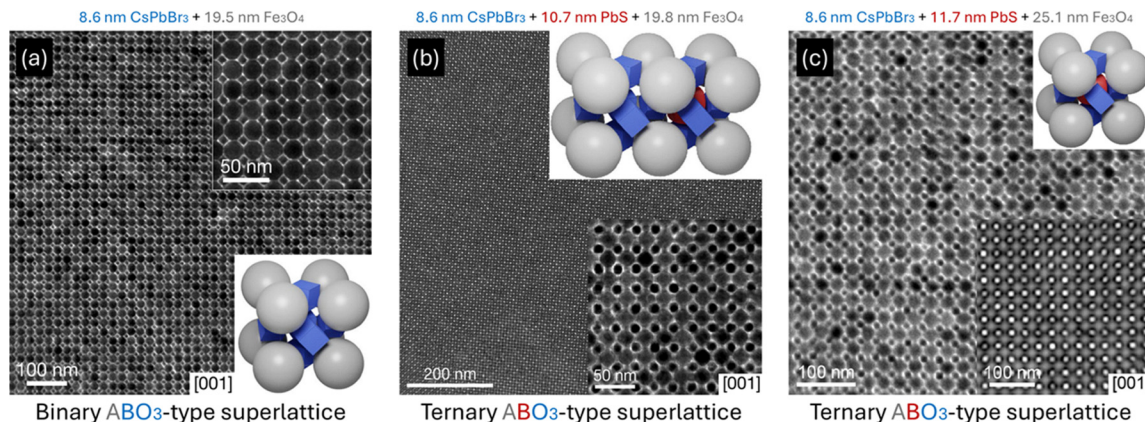 8.6 nm CsPbBr₃ + 19.5 nm Fe₃O₄
(a)
50 nm
100 nm
[001]
Binary ABO₃-type superlattice
8.6 nm CsPbBr₃ + 10.7 nm PbS + 19.8 nm Fe₃O₄
(b)
200 nm
50 nm
[001]
Ternary ABO₃-type superlattice
8.6 nm CsPbBr₃ + 11.7 nm PbS + 25.1 nm Fe₃O₄
(c)
100 nm
100 nm
[001
Ternary ABO₃-type superlattice